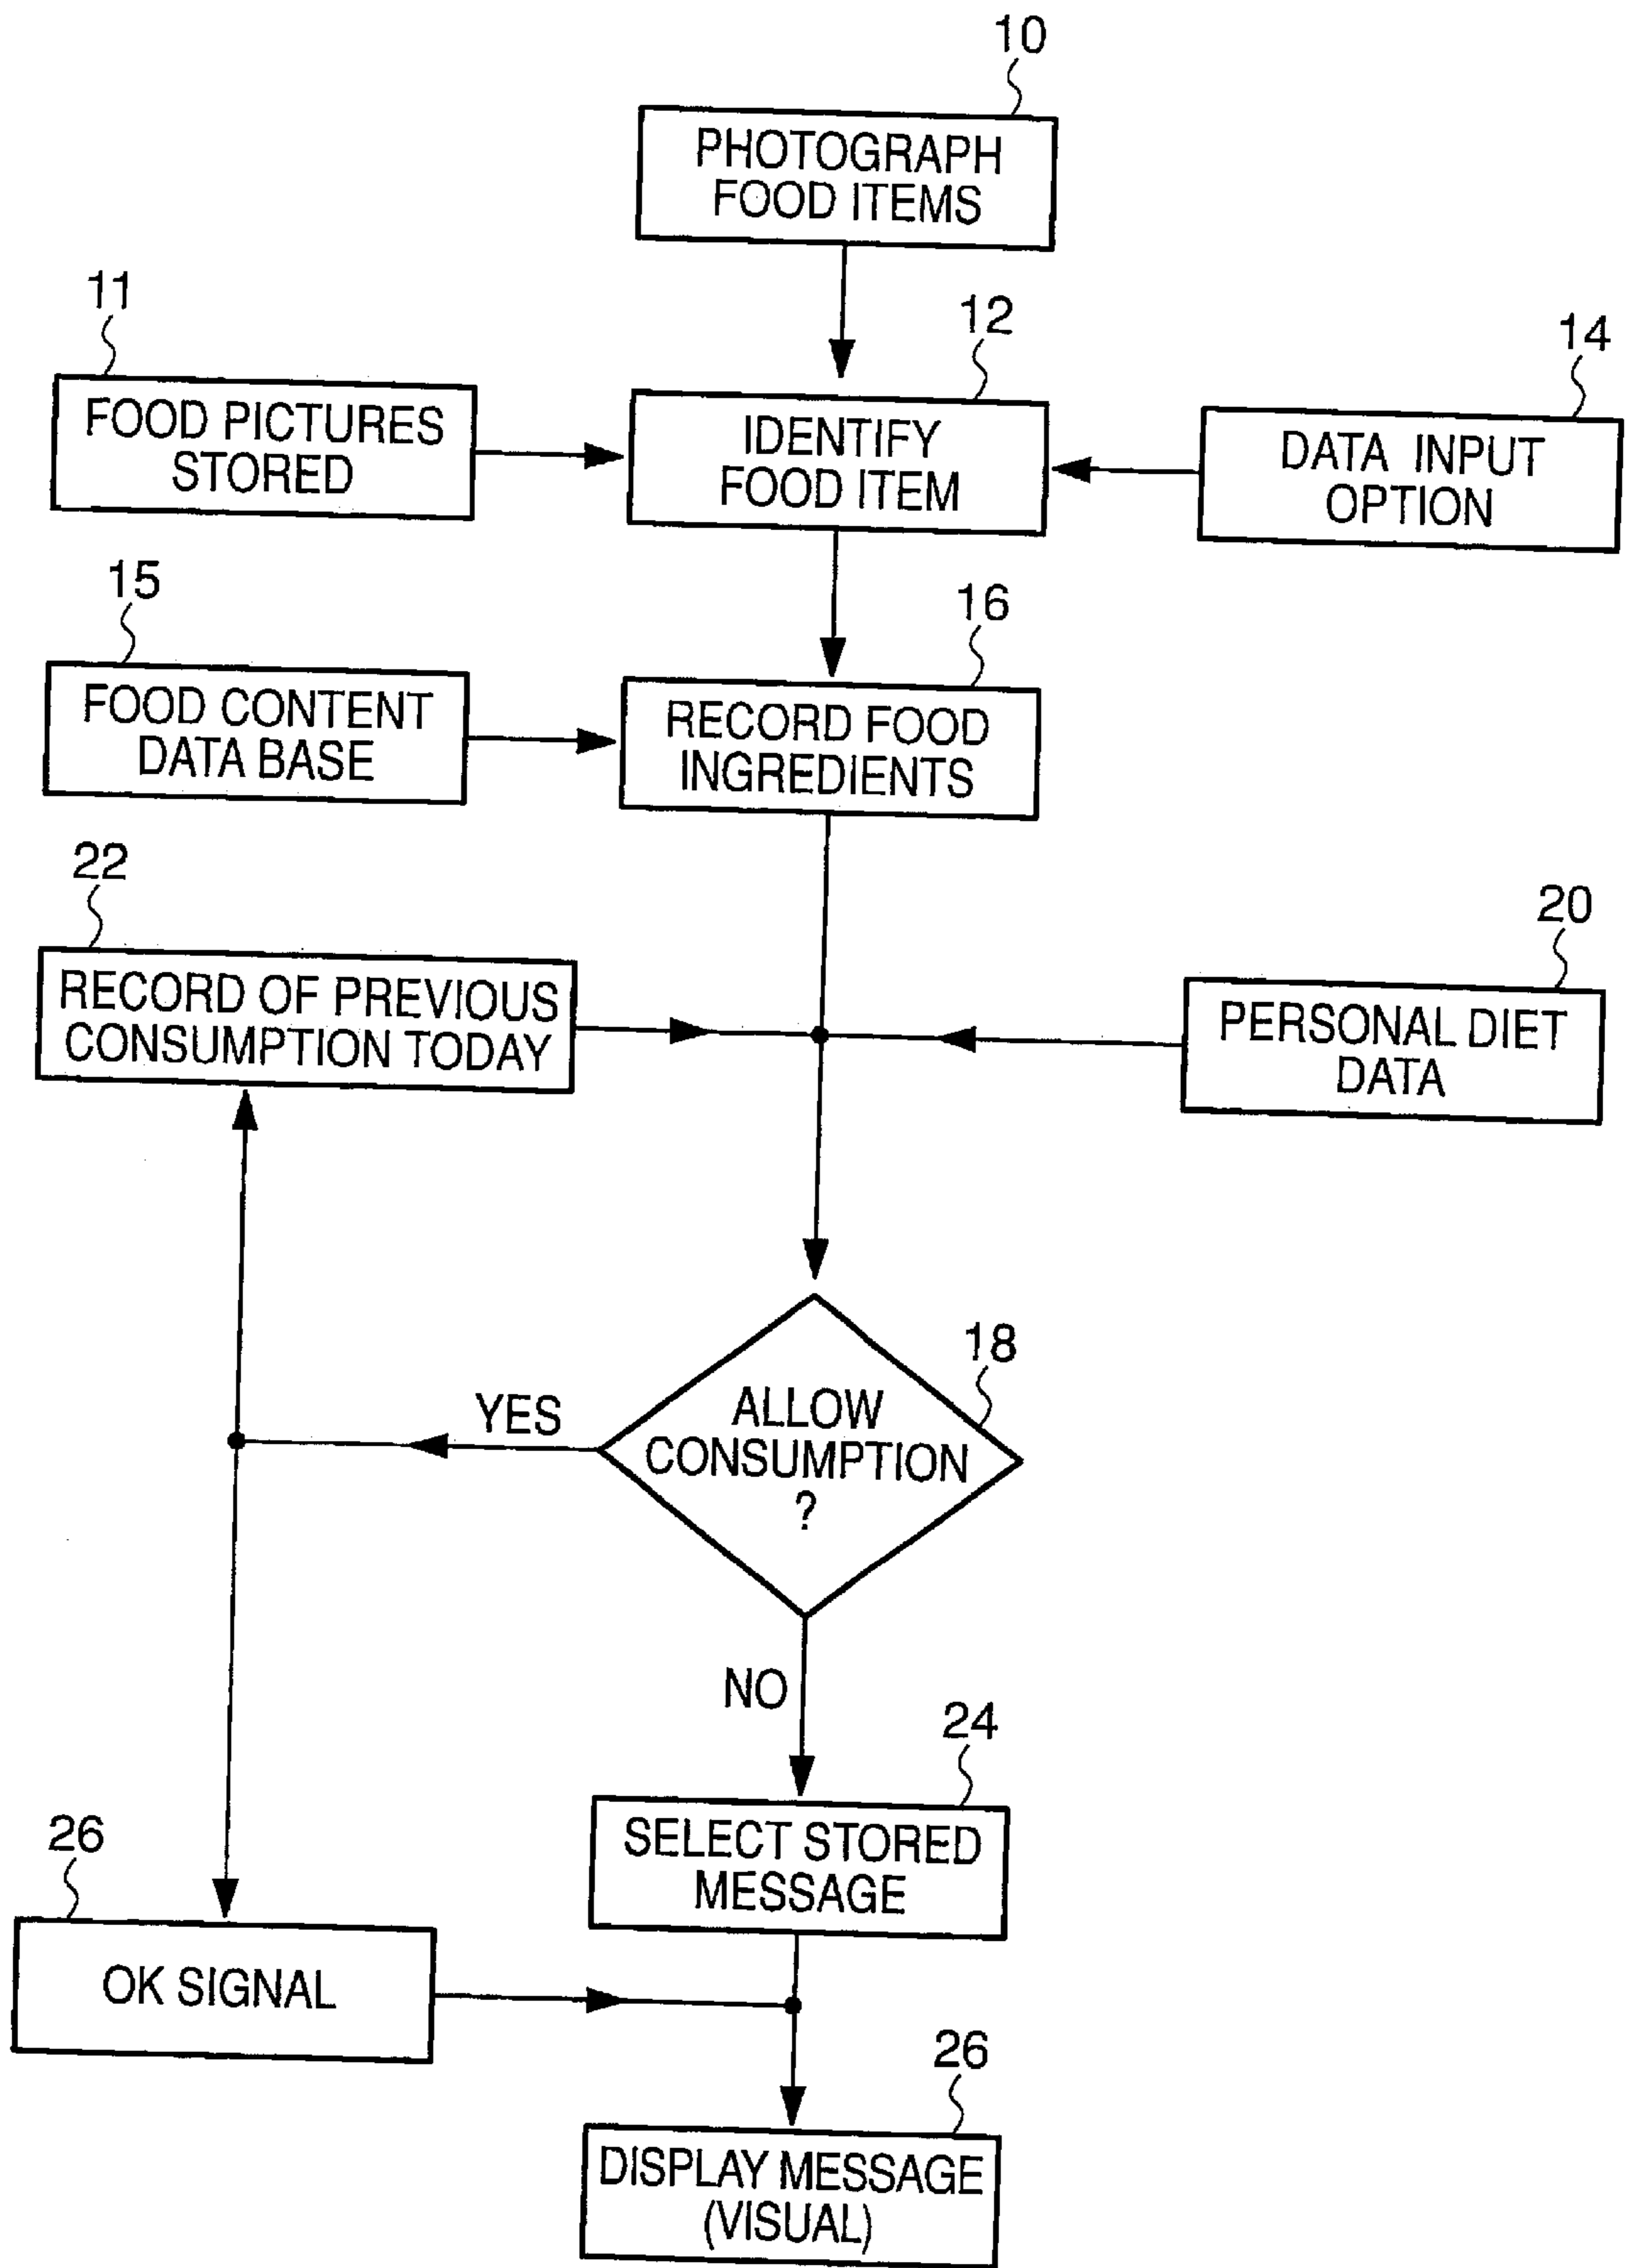 10
PHOTOGRAPH
FOOD ITEMS
11
FOOD PICTURES
STORED
12
IDENTIFY
FOOD ITEM
14
DATA INPUT
OPTION
15
FOOD CONTENT
DATA BASE
16
RECORD FOOD
INGREDIENTS
22
RECORD OF PREVIOUS
CONSUMPTION TODAY
20
PERSONAL DIET
DATA
18
ALLOW
CONSUMPTION
?
YES
NO
24
SELECT STORED
MESSAGE
26
OK SIGNAL
26
DISPLAY MESSAGE
(VISUAL)